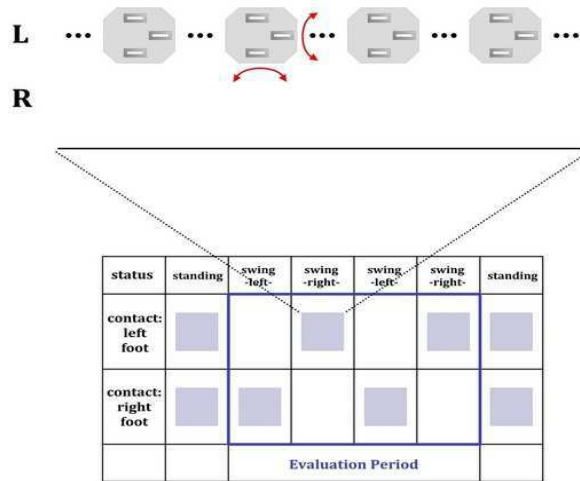 L
R
status
standing
swing
-left-
swing
-right-
swing
-left-
swing
-right-
standing
contact:
left
foot
contact:
right
foot
Evaluation Period